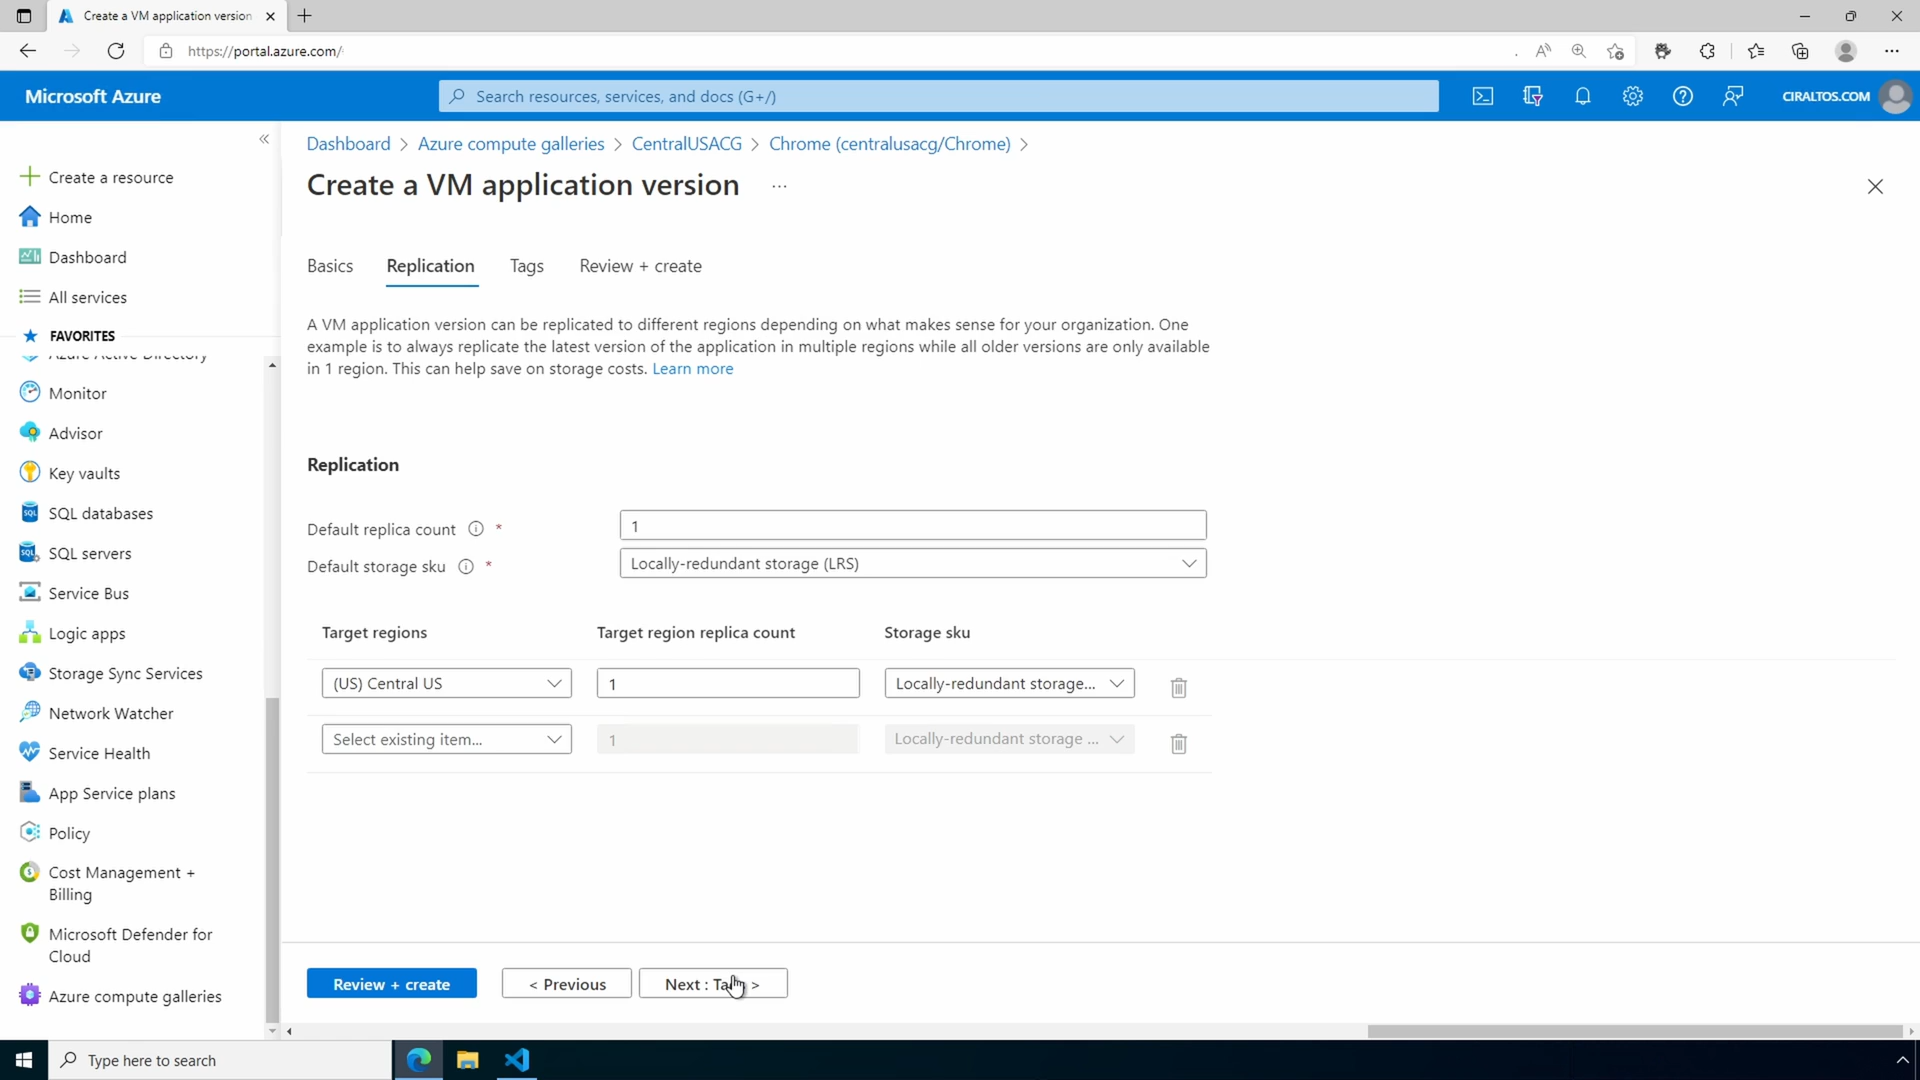 Create a VM application version
https://portal.azure.com/
Microsoft Azure
Search resources, services, and docs (G+/)
CIRALTOS.COM
Dashboard > Azure compute galleries > CentralUSACG > Chrome (centralusacg/Chrome) >
Create a VM application version ...
Create a resource
Home
Dashboard
All services
FAVORITES
Azure Active Directory
Monitor
Advisor
Key vaults
SQL databases
SQL servers
Service Bus
Logic apps
Storage Sync Services
Network Watcher
Service Health
App Service plans
Policy
Cost Management +
Billing
Microsoft Defender for
Cloud
Azure compute galleries
Basics Replication Tags Review + create
A VM application version can be replicated to different regions depending on what makes sense for your organization. One
example is to always replicate the latest version of the application in multiple regions while all older versions are only available
in 1 region. This can help save on storage costs. Learn more
Replication
Default replica count * 1
Default storage sku * Locally-redundant storage (LRS)
Target regions Target region replica count Storage sku
(US) Central US 1 Locally-redundant storage...
Select existing item... 1 Locally-redundant storage ...
Review + create < Previous Next : >
Type here to search